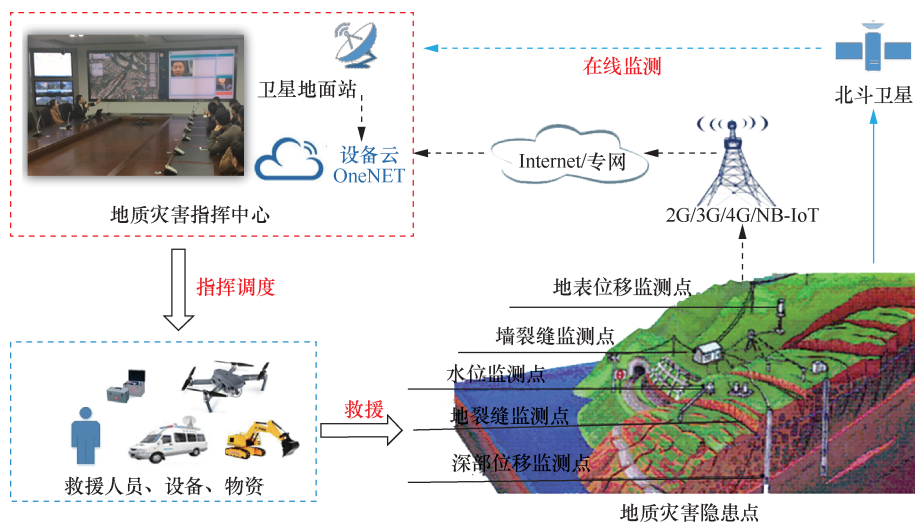 卫星地面站
设备云
OneNET
地质灾害指挥中心
在线监测
北斗卫星
Internet/专网
2G/3G/4G/NB-IoT
指挥调度
地表位移监测点
墙裂缝监测点
水位监测点
地裂缝监测点
深部位移监测点
救援
救援人员、设备、物资
地质灾害隐患点